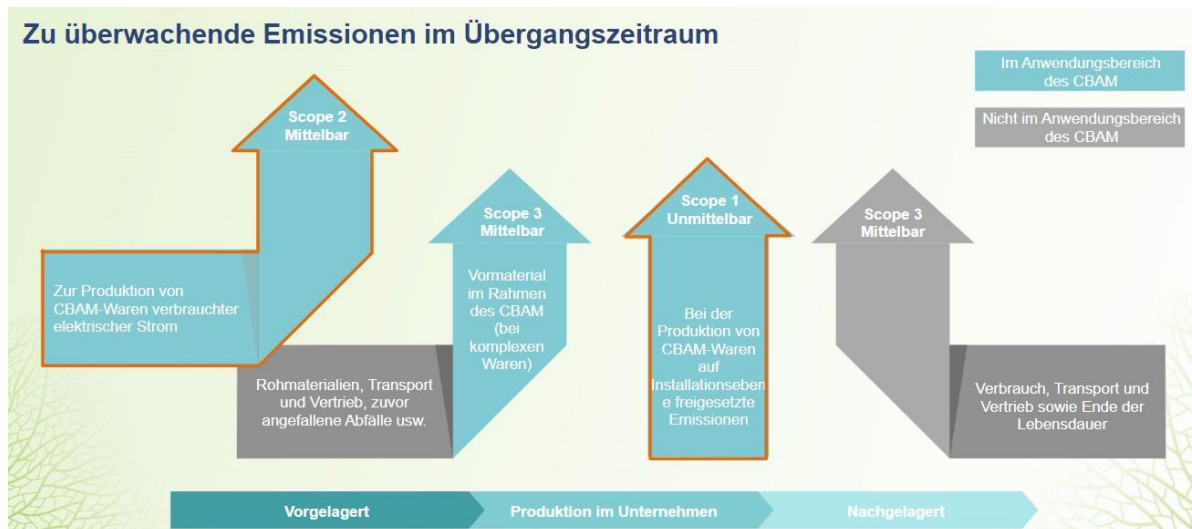 Zu überwachende Emissionen im Übergangszeitraum
Im Anwendungsbereich
des CBAM
Nicht im Anwendungsbereich
des CBAM
Scope 2
Mittelbar
Zur Produktion von
CBAM-Waren verbrauchter
elektrischer Strom
Rohmaterialien, Transport
und Vertrieb, zuvor
angefallene Abfälle usw.
Scope 3
Mittelbar
Vormaterial
im Rahmen
des CBAM
(bei
komplexen
Waren)
Scope 1
Unmittelbar
Bei der
Produktion von
CBAM-Waren
auf
Installationseben
e freigesetzte
Emissionen
Scope 3
Mittelbar
Verbrauch, Transport und
Vertrieb sowie Ende der
Lebensdauer
Vorgelagert
Produktion im Unternehmen
Nachgelagert